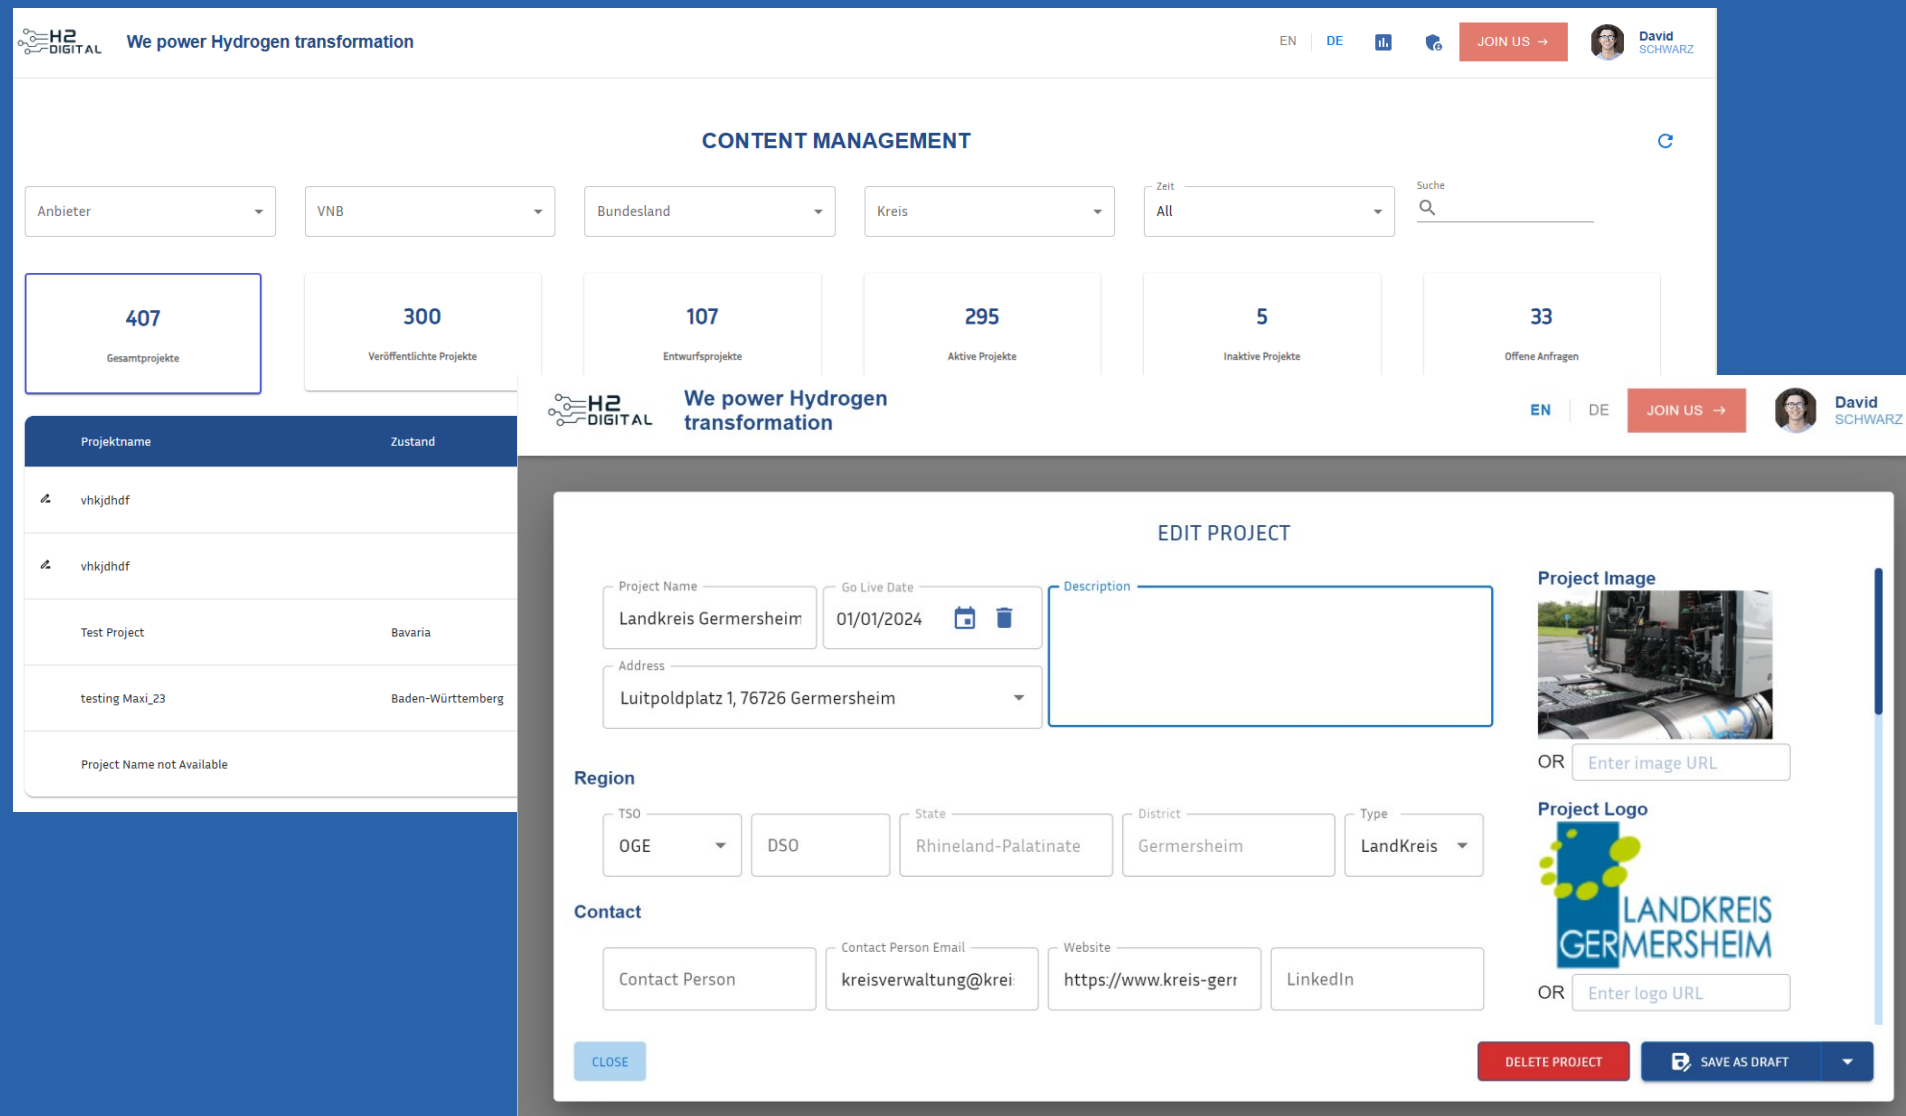 H2
DIGITAL
We power Hydrogen transformation
EN
DE
JOIN US →
David
SCHWARZ
CONTENT MANAGEMENT
Anbieter
VNB
Bundesland
Kreis
Zeit
All
Suche
407
Gesamtprojekte
300
Veröffentlichte Projekte
107
Entwurfsprojekte
295
Aktive Projekte
5
Inaktive Projekte
33
Offene Anfragen
Projektname
Zustand
vhkjdhdf
vhkjdhdf
Test Project
Bavaria
testing Maxi_23
Baden-Württemberg
Project Name not Available
H2
DIGITAL
We power Hydrogen
transformation
EN
DE
JOIN US →
David
SCHWARZ
EDIT PROJECT
Project Name
Landkreis Germersheim
Go Live Date
01/01/2024
Description
Address
Luitpoldplatz 1, 76726 Germersheim
Region
TSO
OGE
DSO
State
Rhineland-Palatinate
District
Germersheim
Type
LandKreis
Contact
Contact Person
Contact Person Email
kreisverwaltung@krei
Website
https://www.kreis-gerr
LinkedIn
Project Image
OR
Enter image URL
Project Logo
LANDKREIS
GERMERSHEIM
OR
Enter logo URL
CLOSE
DELETE PROJECT
SAVE AS DRAFT